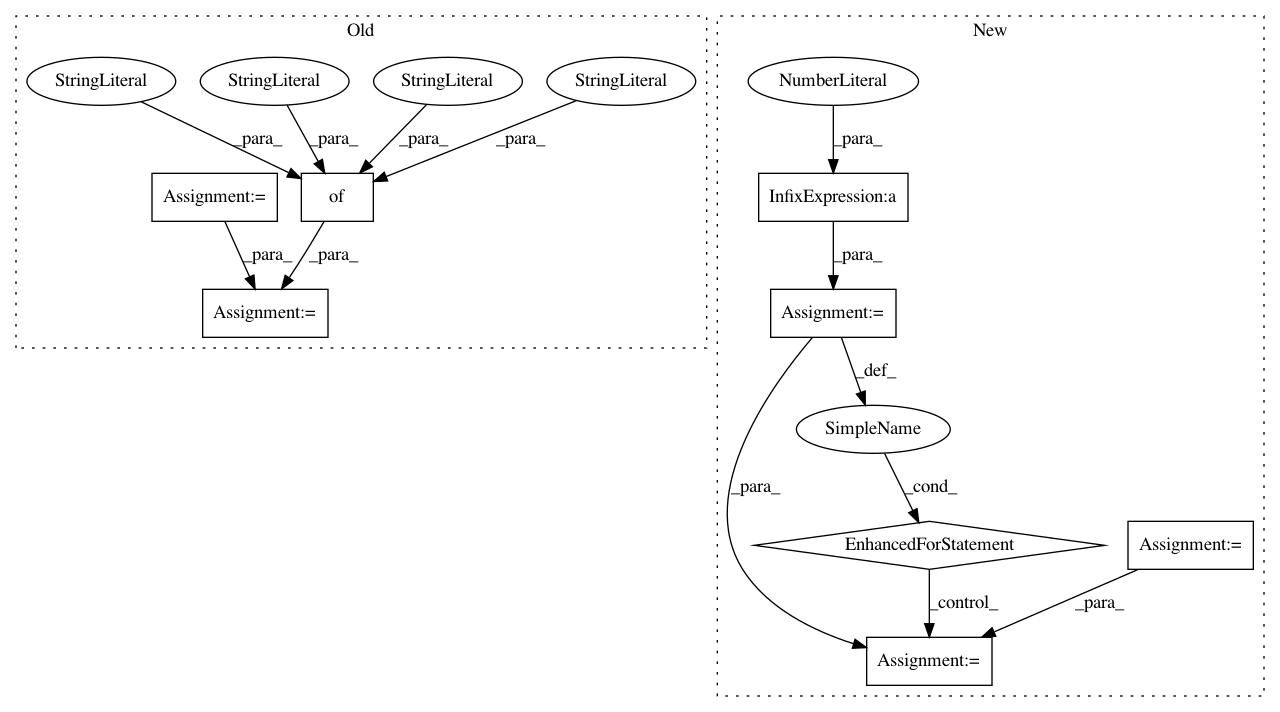 Old
New
StringLiteral StringLiteral StringLiteral StringLiteral
NumberLiteral
_para_ _para_ _para_ _para_
_para_
Assignment:= of
InfixExpression:a
_para_ _para_
_para_
Assignment:=
Assignment:=
_def_
SimpleName
_para_ _cond_
EnhancedForStatement Assignment:=
_control_ _para_
Assignment:=